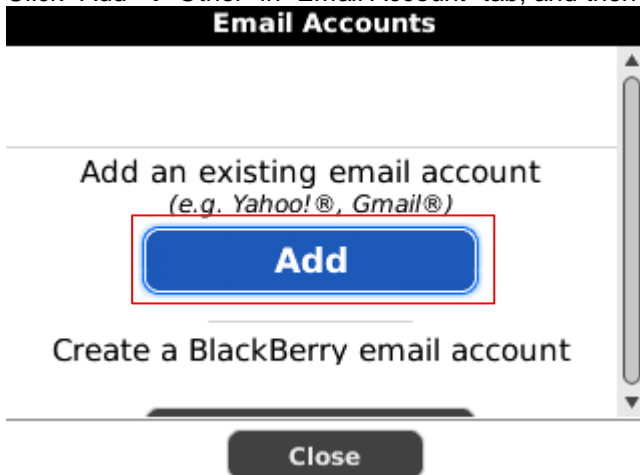 Email Accounts
Add an existing email account
(e.g. Yahoo!®, Gmail®)
Add
Create a BlackBerry email account
Close